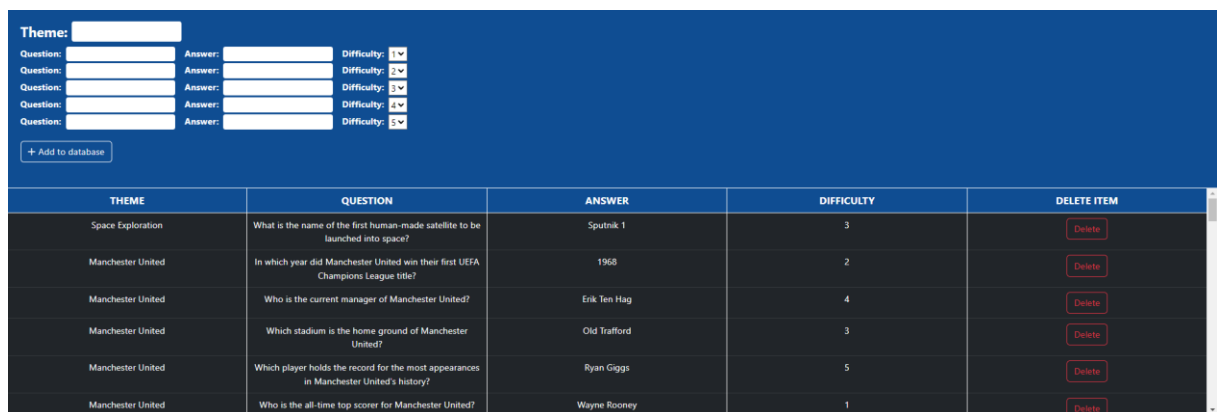 Theme:
Question: Answer: Difficulty: 1
Question: Answer: Difficulty: 2
Question: Answer: Difficulty: 3
Question: Answer: Difficulty: 4
Question: Answer: Difficulty: 5
+ Add to database
THEME QUESTION ANSWER DIFFICULTY DELETE ITEM
Space Exploration What is the name of the first human-made satellite to be Sputnik 1 3 Delete
launched into space?
Manchester United In which year did Manchester United win their first UEFA 1968 2 Delete
Champions League title?
Manchester United Who is the current manager of Manchester United? Erik Ten Hag 4 Delete
Manchester United Which stadium is the home ground of Manchester Old Trafford 3 Delete
United?
Manchester United Which player holds the record for the most appearances Ryan Giggs 5 Delete
in Manchester United's history?
Manchester United Who is the all-time top scorer for Manchester United? Wayne Rooney 1 Delete